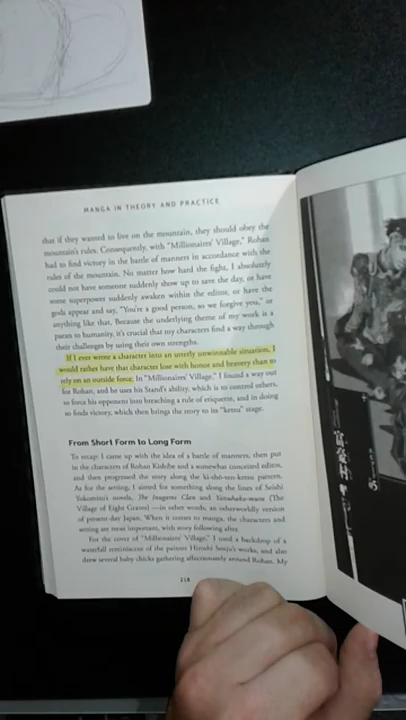 MANGA IN THEORY AND PRACTICE
that if they wanted to live on the mountain, they should obey the
mountain's rules. Consequently, with "Millionaires' Village," Rohan
had to find victory in the battle of manners in accordance with the
rules of the mountain. No matter how hard the fight, I absolutely
could not have someone suddenly show up to save the day, or have
some superpower suddenly awaken within the editor, or have the
gods appear and say, "You're a good person, so we forgive you," or
anything like that. Because the underlying theme of my work is a
paean to humanity, it's crucial that my characters find a way through
their challenges by using their own strengths.
If I ever wrote a character into an utterly unwinnable situation, I
would rather have that character lose with honor and bravery than to
rely on an outside force. In "Millionaires' Village," I found a way out
for Rohan, and he uses his Stand's ability, which is to control others,
to force his opponent into breaching a rule of etiquette, and in doing
so finds victory, which then brings the story to its "ketsu" stage.
From Short Form to Long Form
To recap: I came up with the idea of a battle of manners, then put
in the characters of Rohan Kishibe and a somewhat conceited editor,
and then progressed the story along the ki-shō-ten-ketsu pattern.
As for the setting, I aimed for something along the lines of Seishi
Yokomizo's novels, The Inugami Clan and Yatsuhaka-mura (The
Village of Eight Graves)—in other words, an otherworldly version
of present-day Japan. When it comes to manga, the characters and
setting are most important, with story following after.
For the cover of "Millionaires' Village," I used a backdrop of a
waterfall reminiscent of the painter Hiroshi Senju's works, and also
drew several baby chicks gathering affectionately around Rohan. My
218
富豪村